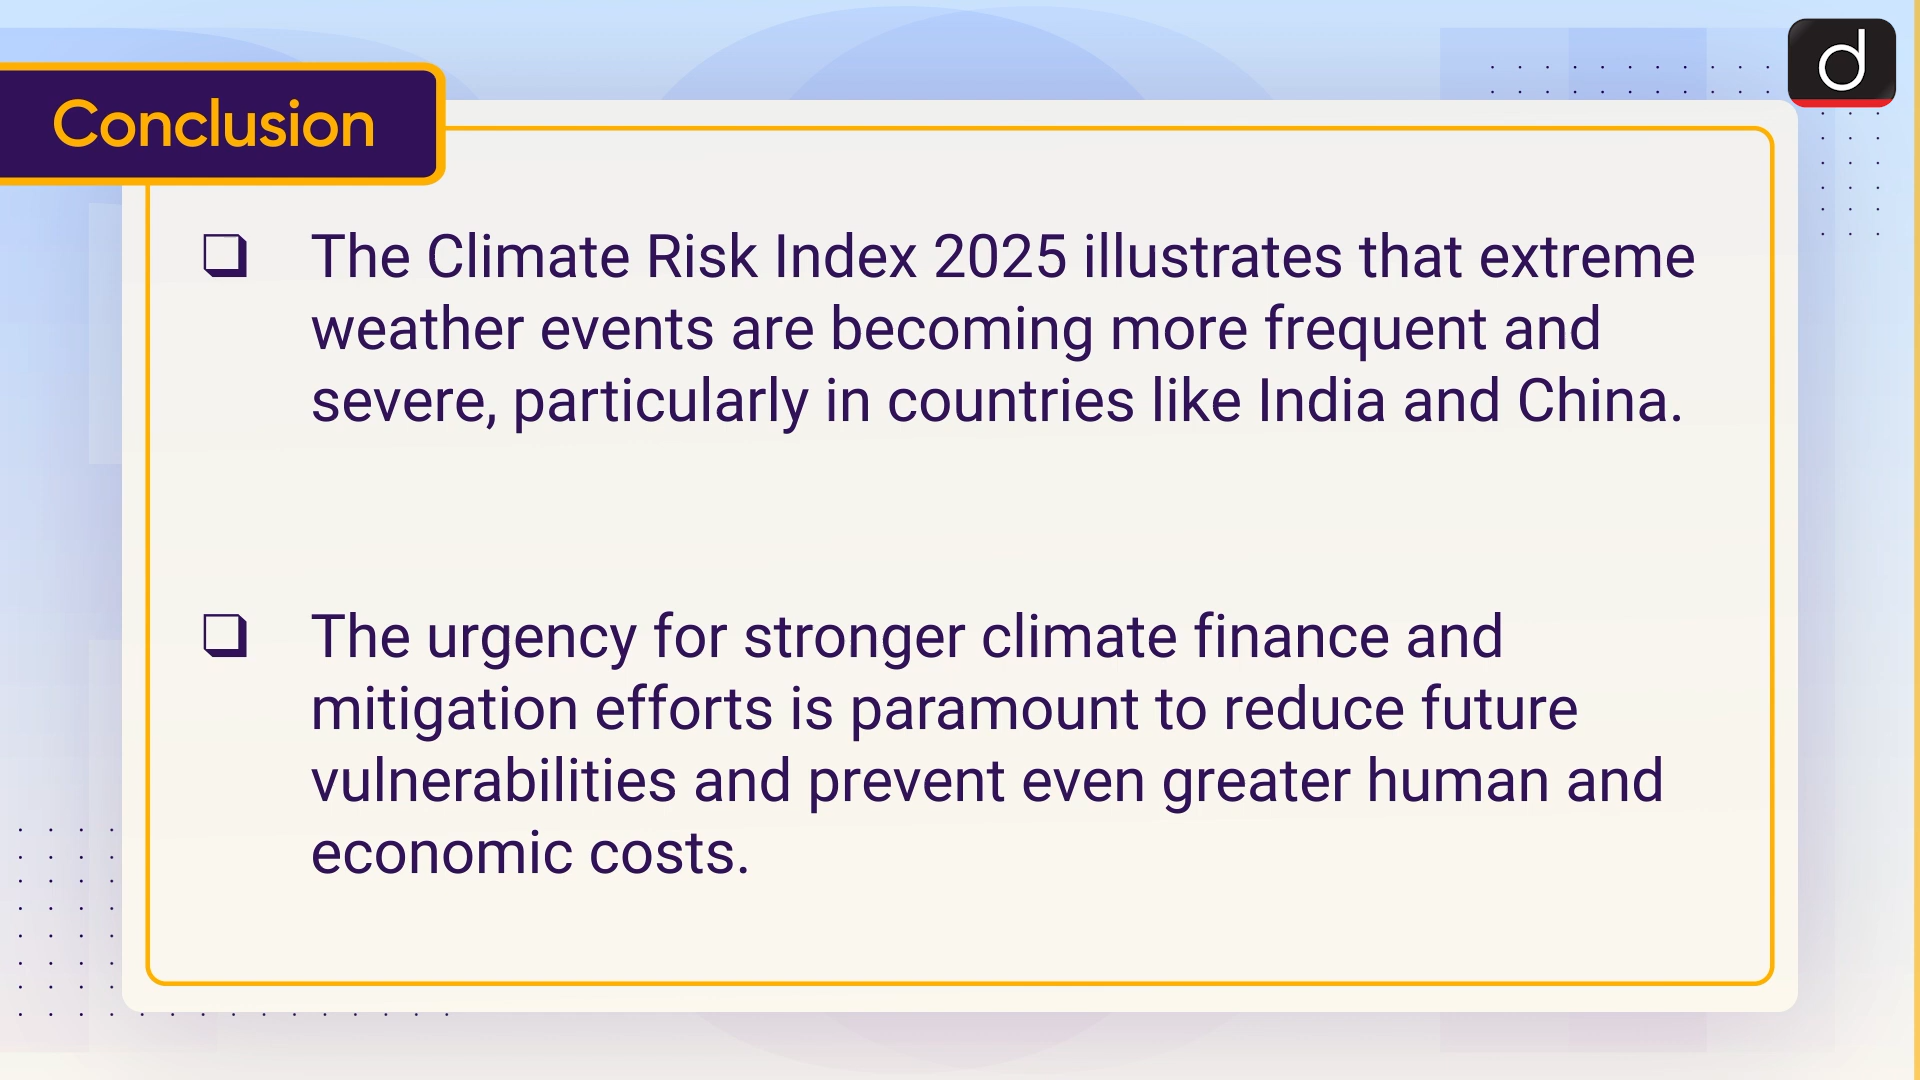 Conclusion
d
❑ The Climate Risk Index 2025 illustrates that extreme
weather events are becoming more frequent and
severe, particularly in countries like India and China.
❑ The urgency for stronger climate finance and
mitigation efforts is paramount to reduce future
vulnerabilities and prevent even greater human and
economic costs.